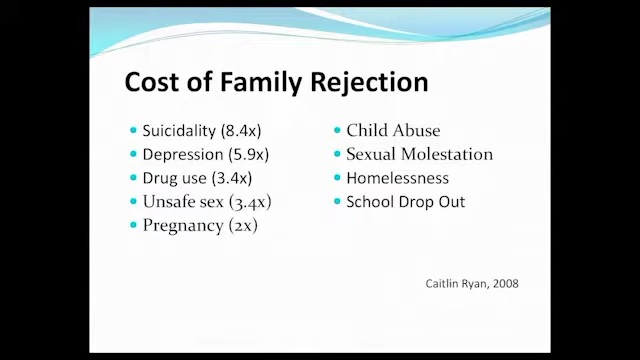 Cost of Family Rejection
Suicidality (8.4x)
Depression (5.9x)
Drug use (3.4x)
Unsafe sex (3.4x)
Pregnancy (2x)
Child Abuse
Sexual Molestation
Homelessness
School Drop Out
Caitlin Ryan, 2008